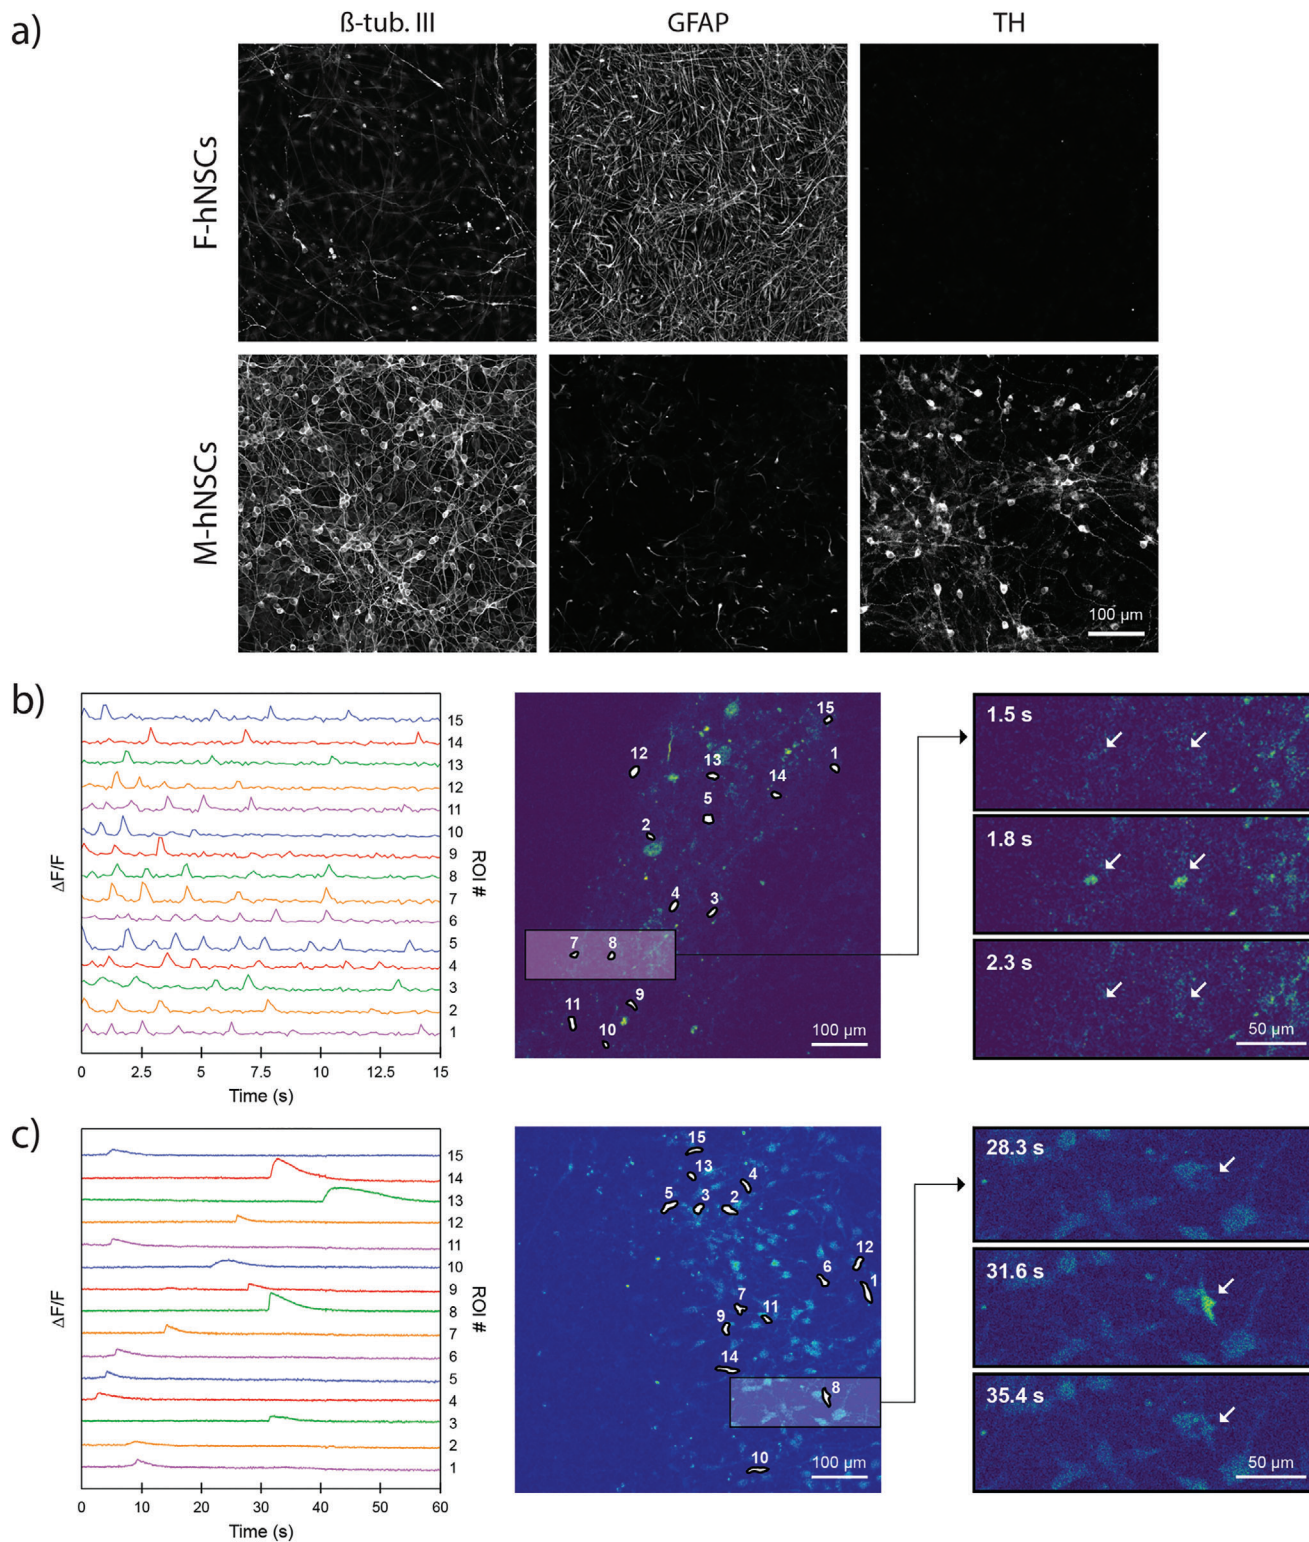 a)
ß-tub. III GFAP TH
F-hNSCs
M-hNSCs
100 µm
b)
ΔF/F
15
14
13
12
11
10
9
8
7
6
5
4
3
2
1
ROI #
0 2.5 5 7.5 10 12.5 15
Time (s)
15
1
12
13
14
5
2
4
3
7 8
9
11
10
100 µm
1.5 s
1.8 s
2.3 s
50 µm
c)
ΔF/F
15
14
13
12
11
10
9
8
7
6
5
4
3
2
1
ROI #
0 10 20 30 40 50 60
Time (s)
15
13
4
5 3 2
12
6
1
7
11
9
14
8
10
100 µm
28.3 s
31.6 s
35.4 s
50 µm